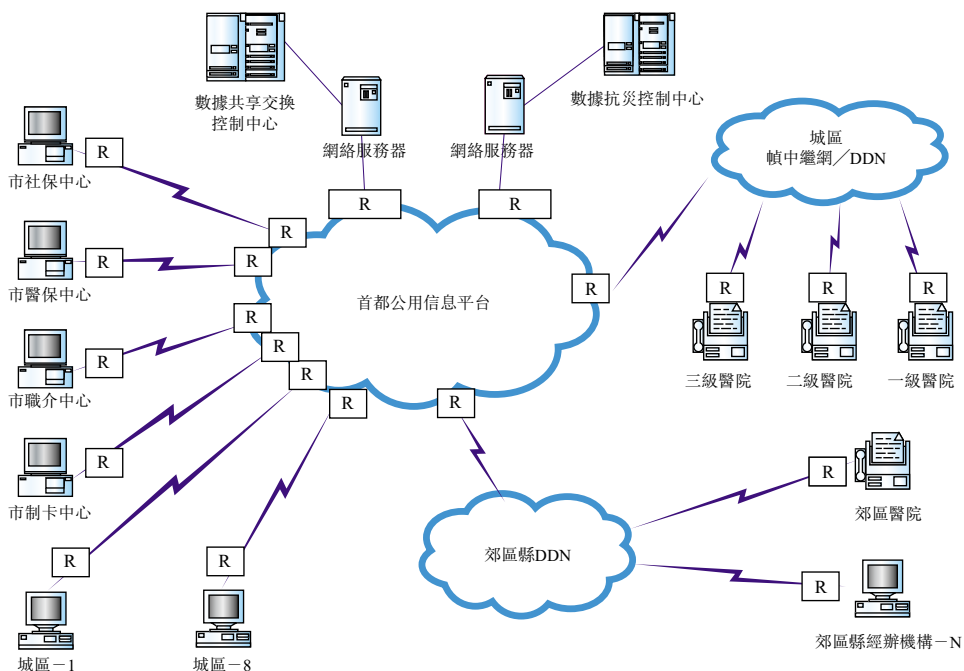 數據共享交換
控制中心
網絡服務器
網絡服務器
數據抗災控制中心
城區
幀中繼網／DDN
市社保中心
R
R
R
R
市醫保中心
R
R
市職介中心
R
R
市制卡中心
R
R
R
R
首都公用信息平台
R
R
R
R
R
三級醫院
二級醫院
一級醫院
R
郊區縣DDN
R
郊區醫院
R
郊區縣經辦機構－N
R
城區－1
R
城區－8